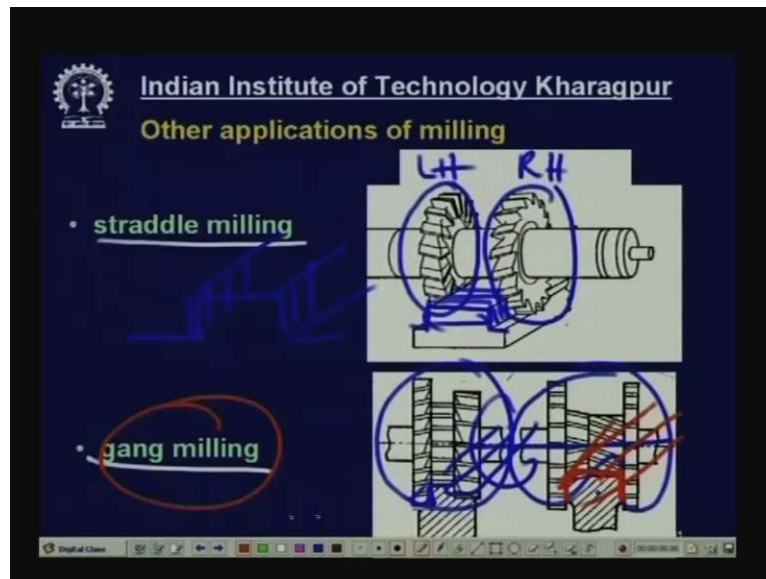 Indian Institute of Technology Kharagpur
Other applications of milling
LH RH
• straddle milling
• gang milling
Digital Class